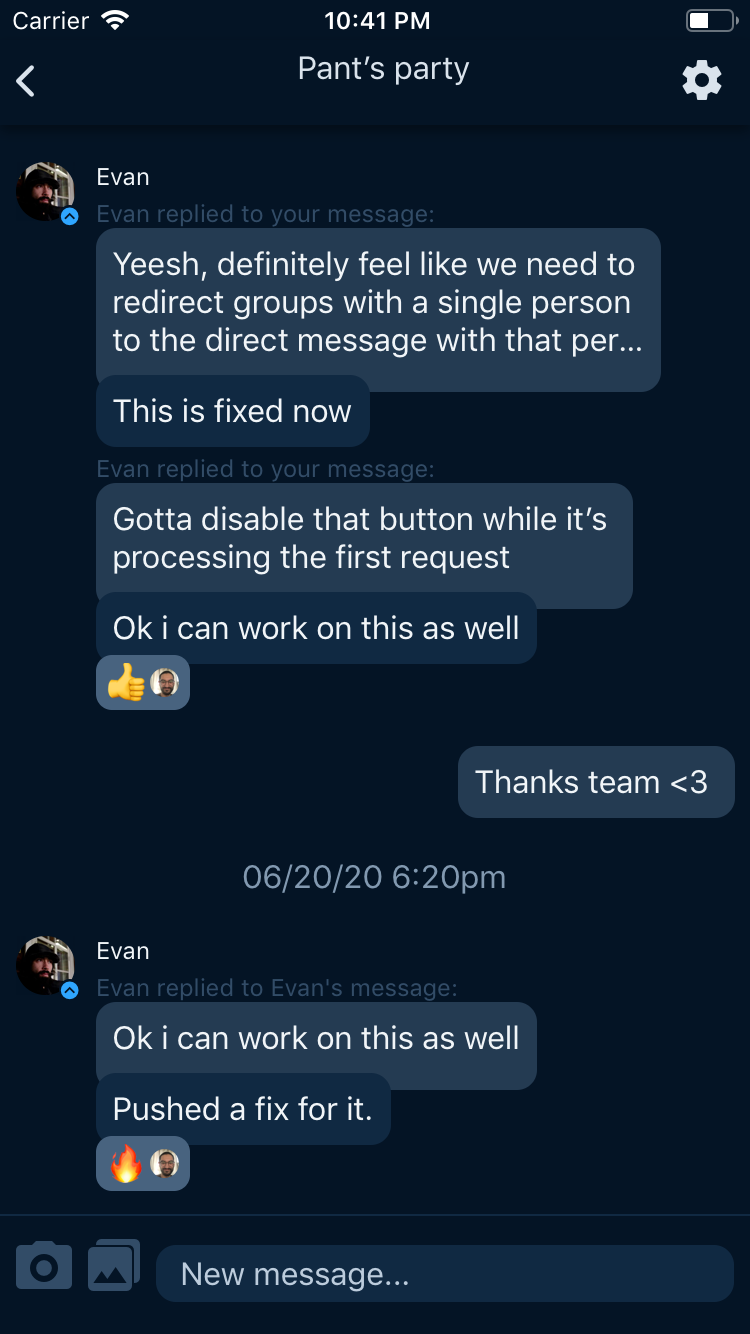 Carrier 10:41 PM
Pant’s party
Evan
Evan replied to your message:
Yeesh, definitely feel like we need to
redirect groups with a single person
to the direct message with that per...
This is fixed now
Evan replied to your message:
Gotta disable that button while it’s
processing the first request
Ok i can work on this as well
Thanks team <3
06/20/20 6:20pm
Evan
Evan replied to Evan's message:
Ok i can work on this as well
Pushed a fix for it.
New message...